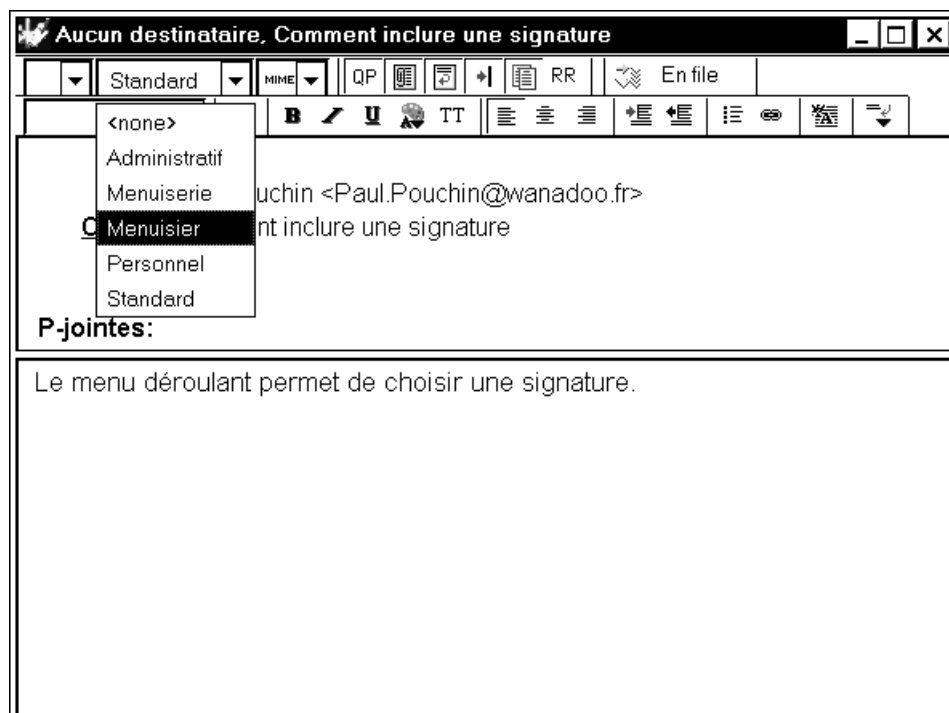 Aucun destinataire, Comment inclure une signature
Standard MIME QP RR En file
B I U TT
<none>
Administratif
Menuiserie uchin <Paul.Pouchin@wanadoo.fr>
Menuisier nt inclure une signature
Personnel
Standard
P-jointes:
Le menu déroulant permet de choisir une signature.